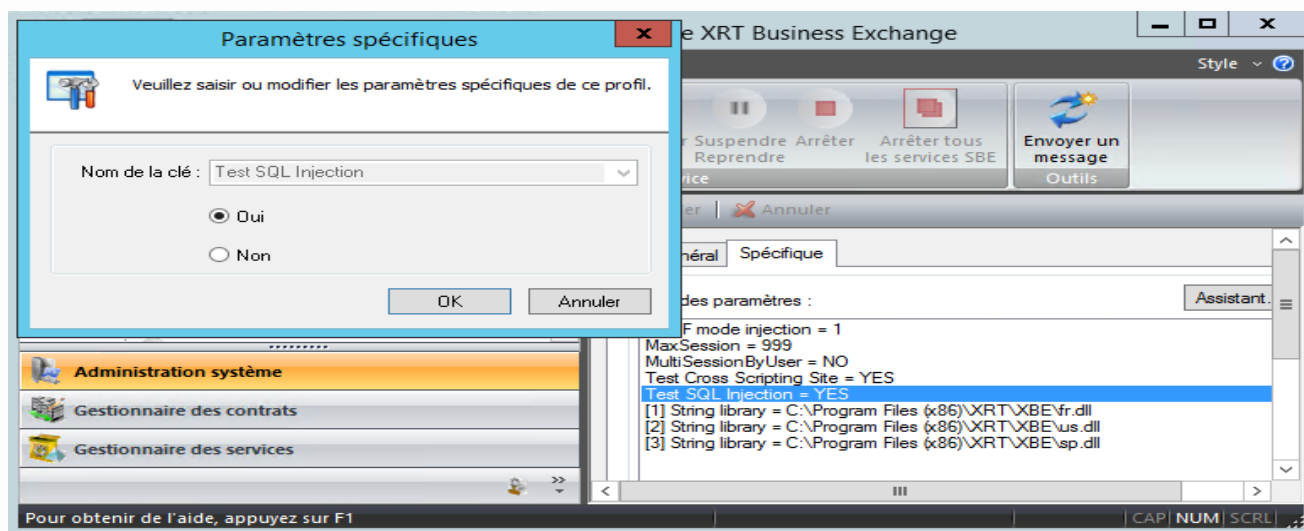 Paramètres spécifiques
Veuillez saisir ou modifier les paramètres spécifiques de ce profil.
Nom de la clé : Test SQL Injection
Oui
Non
OK Annuler
e XRT Business Exchange
Style
Suspendre Arrêter Arrêter tous Envoyer un
Reprendre les services SBE message
Outils
Annuler
Spécifique
des paramètres : Assistant.
F mode injection = 1
MaxSession = 999
MultiSessionByUser = NO
Test Cross Scripting Site = YES
Test SQL Injection = YES
[1] String library = C:\Program Files (x86)\XRT\XBE\fr.dll
[2] String library = C:\Program Files (x86)\XRT\XBE\us.dll
[3] String library = C:\Program Files (x86)\XRT\XBE\sp.dll
Administration système
Gestionnaire des contrats
Gestionnaire des services
Pour obtenir de l'aide, appuyez sur F1
CAP NUM SCRL